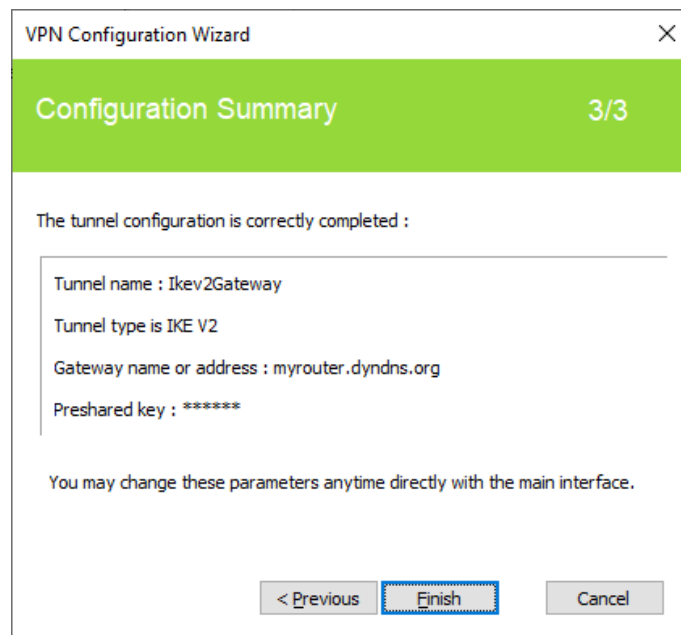 VPN Configuration Wizard
Configuration Summary 3/3
The tunnel configuration is correctly completed :
Tunnel name : Ikev2Gateway
Tunnel type is IKE V2
Gateway name or address : myrouter.dyndns.org
Preshared key : ******
You may change these parameters anytime directly with the main interface.
< Previous Finish Cancel